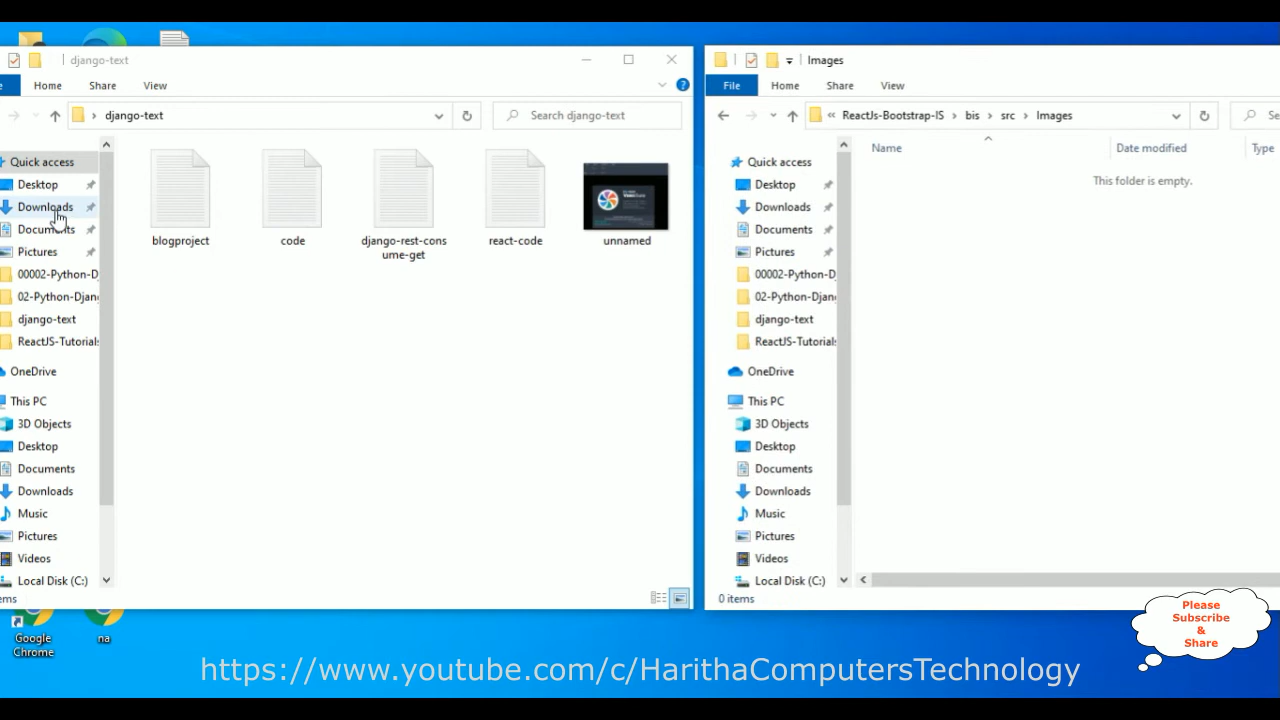 django-text
Home
Share
View
django-text
Search django-text
Quick access
Desktop
Downloads
Documents
Pictures
00002-Python-D
02-Python-Djan
django-text
ReactJS-Tutorials
OneDrive
This PC
3D Objects
Desktop
Documents
Downloads
Music
Pictures
Videos
Local Disk (C:)
ems
blogproject
code
django-rest-cons
ume-get
react-code
unnamed
Images
File
Home
Share
View
« ReactJs-Bootstrap-IS > bis > src > Images
Se
Name
Date modified
Type
This folder is empty.
Quick access
Desktop
Downloads
Documents
Pictures
00002-Python-D
02-Python-Djan
django-text
ReactJS-Tutorials
OneDrive
This PC
3D Objects
Desktop
Documents
Downloads
Music
Pictures
Videos
Local Disk (C:)
0 items
Google
Chrome
na
Please
Subscribe
&
Share
https://www.youtube.com/c/HarithaComputersTechnology